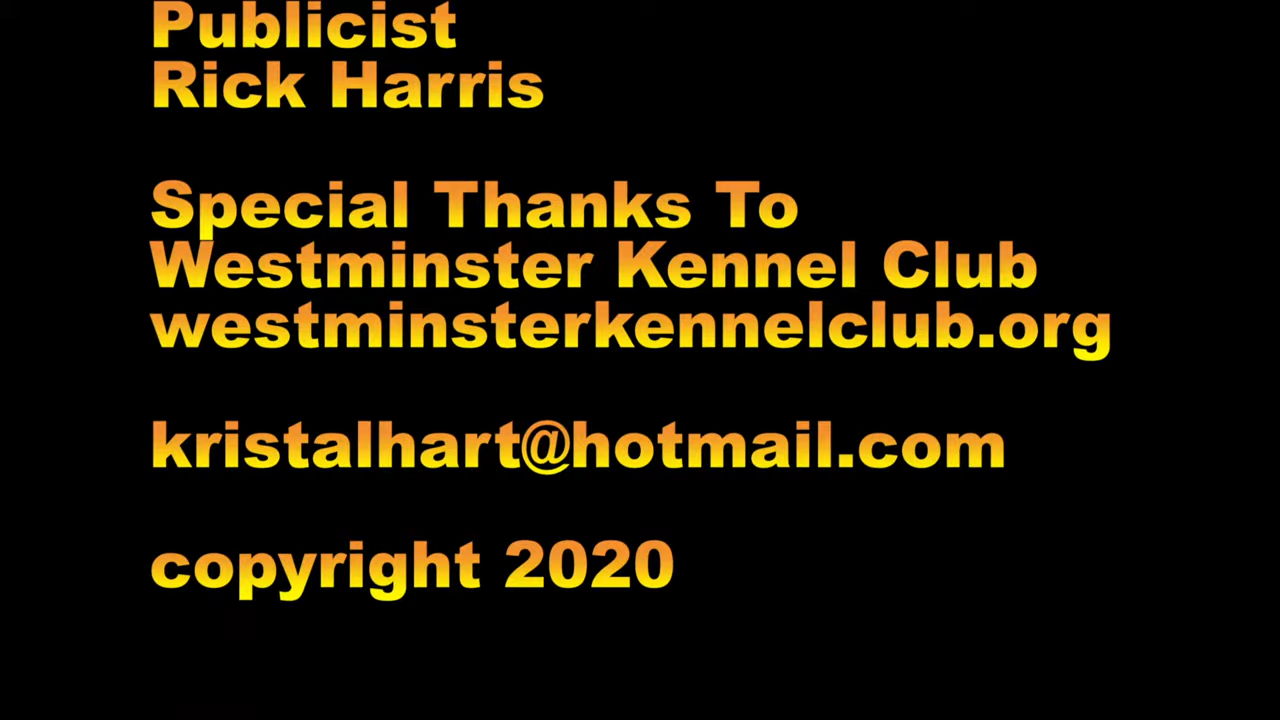 Publicist
Rick Harris
Special Thanks To
Westminster Kennel Club
westminsterkennelclub.org
kristalhart@hotmail.com
copyright 2020